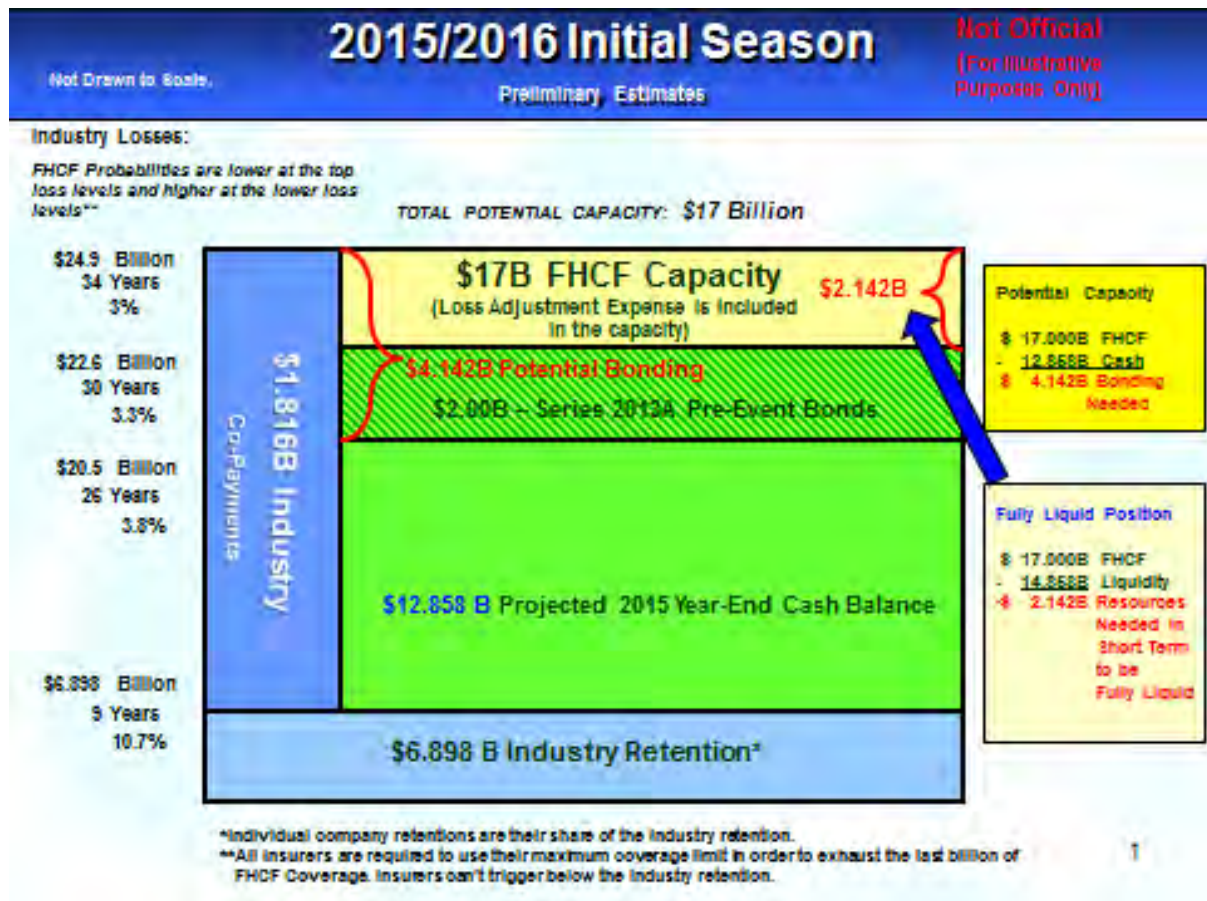 2015/2016 Initial Season
Not Official
(For Illustrative
Purposes Only)
Not Drawn to Scale.
Preliminary Estimates
Industry Losses:
FHCF Probabilities are lower at the top
loss levels and higher at the lower loss
levels**
TOTAL POTENTIAL CAPACITY: $17 Billion
$24.9 Billion
34 Years
3%
$22.6 Billion
30 Years
3.3%
$20.5 Billion
26 Years
3.8%
$6.898 Billion
9 Years
10.7%
$1.816B Industry
Co-Payments
$17B FHCF Capacity
(Loss Adjustment Expense is included
in the capacity)
$2.142B
$4.142B Potential Bonding
$2.00B -- Series 2013A Pre-Event Bonds
$12.858 B Projected 2015 Year-End Cash Balance
$6.898 B Industry Retention*
Potential Capacity
$ 17.000B FHCF
- 12.858B Cash
$ 4.142B Bonding
Needed
Fully Liquid Position
$ 17.000B FHCF
- 14.858B Liquidity
-$ 2.142B Resources
Needed in
Short Term
to be
Fully Liquid
*Individual company retentions are their share of the industry retention.
**All insurers are required to use their maximum coverage limit in order to exhaust the last billion of
FHCF Coverage. Insurers can't trigger below the industry retention.
1